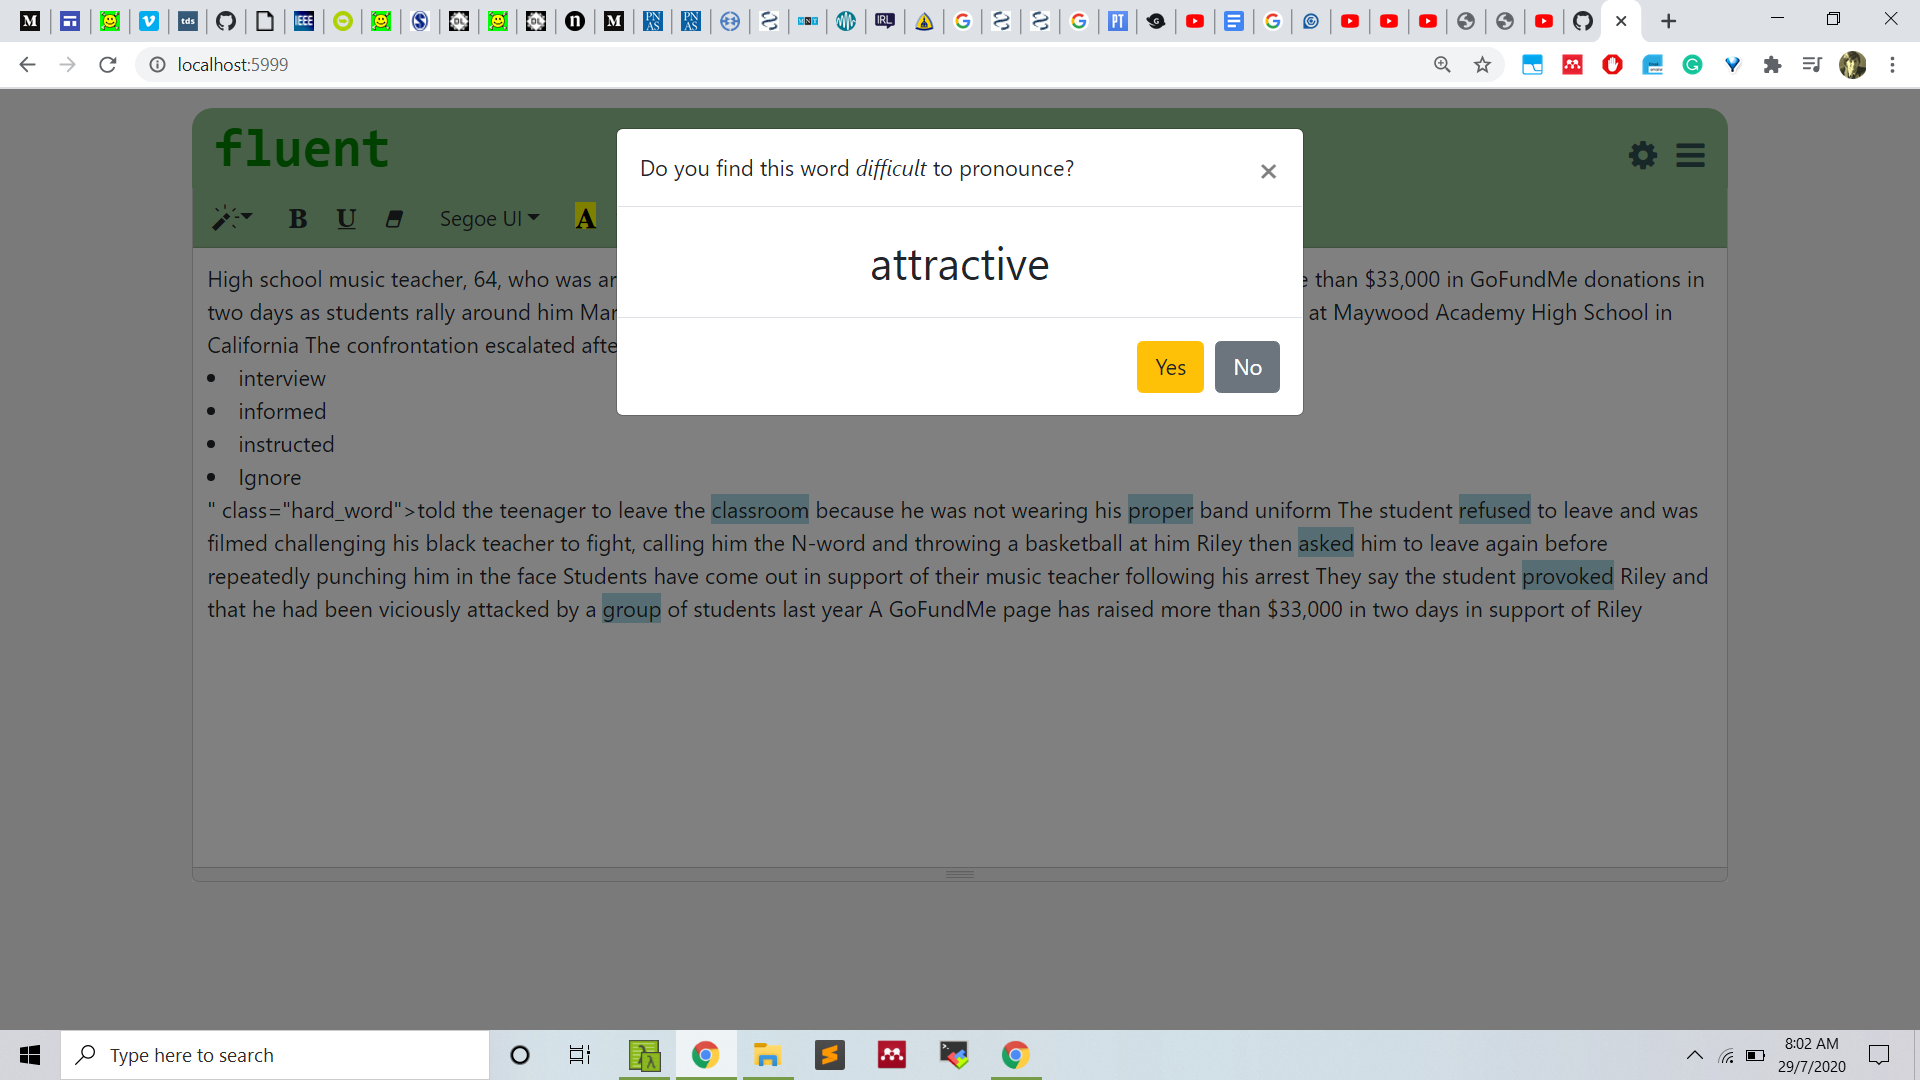 localhost:5999
fluent
B U Segoe UI A
Do you find this word difficult to pronounce? ×
attractive
Yes No
High school music teacher, 64, who was ar
e than $33,000 in GoFundMe donations in
two days as students rally around him Mar
at Maywood Academy High School in
California The confrontation escalated afte
• interview
• informed
• instructed
• Ignore
" class="hard_word">told the teenager to leave the classroom because he was not wearing his proper band uniform The student refused to leave and was
filmed challenging his black teacher to fight, calling him the N-word and throwing a basketball at him Riley then asked him to leave again before
repeatedly punching him in the face Students have come out in support of their music teacher following his arrest They say the student provoked Riley and
that he had been viciously attacked by a group of students last year A GoFundMe page has raised more than $33,000 in two days in support of Riley
Type here to search
8:02 AM
29/7/2020